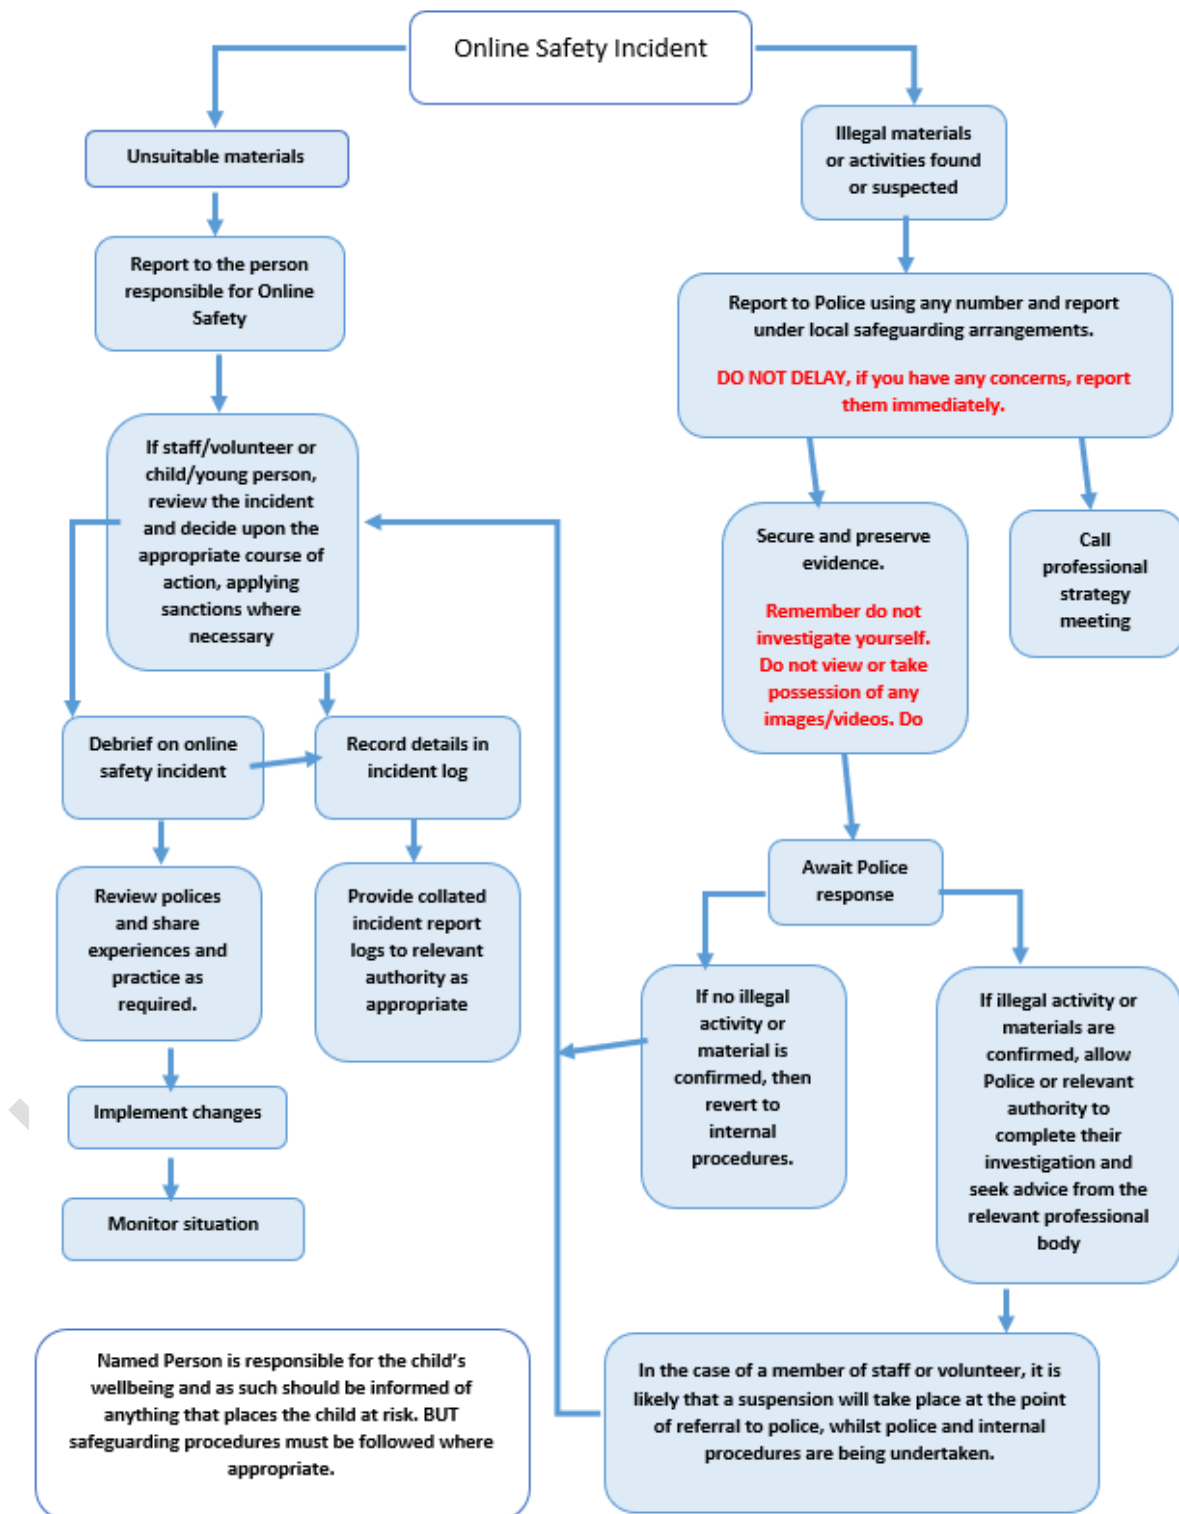 Online Safety Incident
Unsuitable materials
Report to the person
responsible for Online
Safety
If staff/volunteer or
child/young person,
review the incident
and decide upon the
appropriate course of
action, applying
sanctions where
necessary
Debrief on online
safety incident
Record details in
incident log
Review polices
and share
experiences and
practice as
required.
Provide collated
incident report
logs to relevant
authority as
appropriate
Implement changes
Monitor situation
Illegal materials
or activities found
or suspected
Report to Police using any number and report
under local safeguarding arrangements.
DO NOT DELAY, if you have any concerns, report
them immediately.
Secure and preserve
evidence.
Remember do not
investigate yourself.
Do not view or take
possession of any
images/videos. Do
Call
professional
strategy
meeting
Await Police
response
If no illegal
activity or
material is
confirmed, then
revert to
internal
procedures.
If illegal activity or
materials are
confirmed, allow
Police or relevant
authority to
complete their
investigation and
seek advice from the
relevant professional
body
In the case of a member of staff or volunteer, it is
likely that a suspension will take place at the point
of referral to police, whilst police and internal
procedures are being undertaken.
Named Person is responsible for the child's
wellbeing and as such should be informed of
anything that places the child at risk. BUT
safeguarding procedures must be followed where
appropriate.